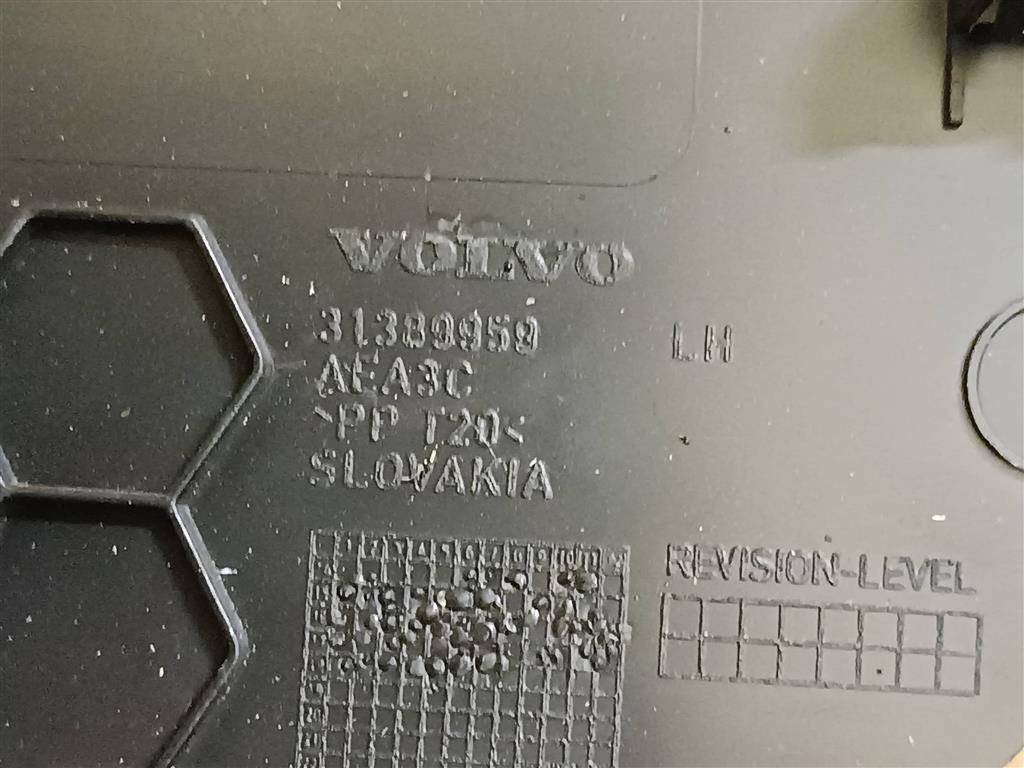 VOLVO
31389959 LH
AEA3C
>PP T20<
SLOVAKIA
REVISION-LEVEL